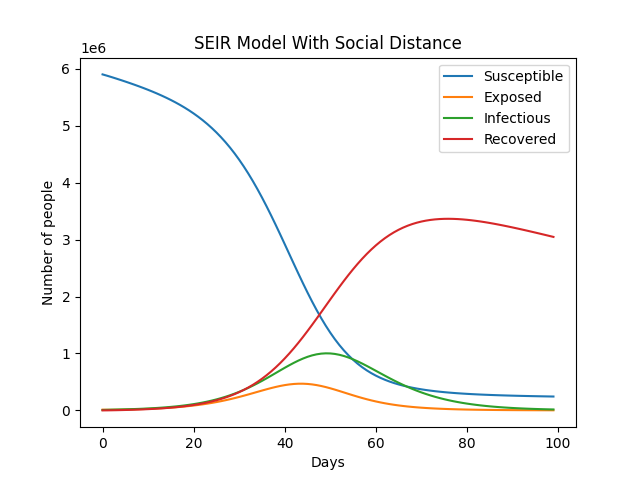 SEIR Model With Social Distance
1e6
Susceptible
Exposed
Infectious
Recovered
Number of people
6
5
4
3
2
1
0
0 20 40 60 80 100
Days